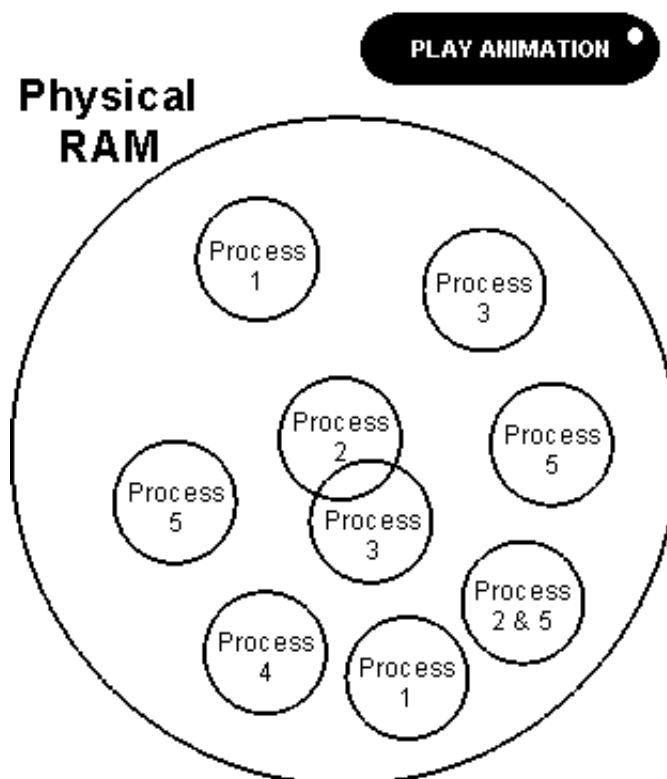 PLAY ANIMATION
Physical
RAM
Process
1
Process
3
Process
2
Process
5
Process
5
Process
3
Process
2 & 5
Process
4
Process
1